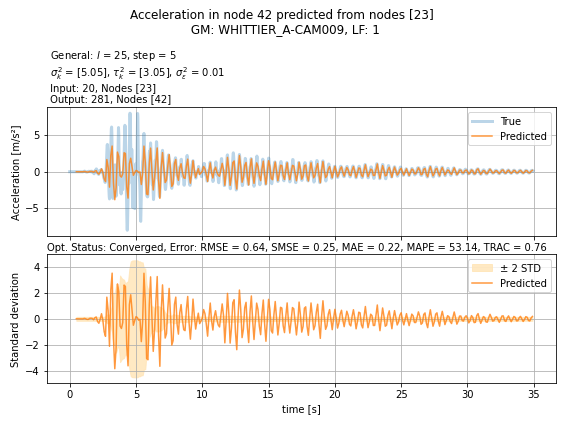 Acceleration in node 42 predicted from nodes [23]
GM: WHITTIER_A-CAM009, LF: 1
General: l = 25, step = 5
σ²ₖ = [5.05], τ²ₖ = [3.05], σ²ε = 0.01
Input: 20, Nodes [23]
Output: 281, Nodes [42]
Acceleration [m/s²]
5
0
−5
True
Predicted
Opt. Status: Converged, Error: RMSE = 0.64, SMSE = 0.25, MAE = 0.22, MAPE = 53.14, TRAC = 0.76
Standard deviation
4
2
0
−2
−4
± 2 STD
Predicted
0 5 10 15 20 25 30 35
time [s]